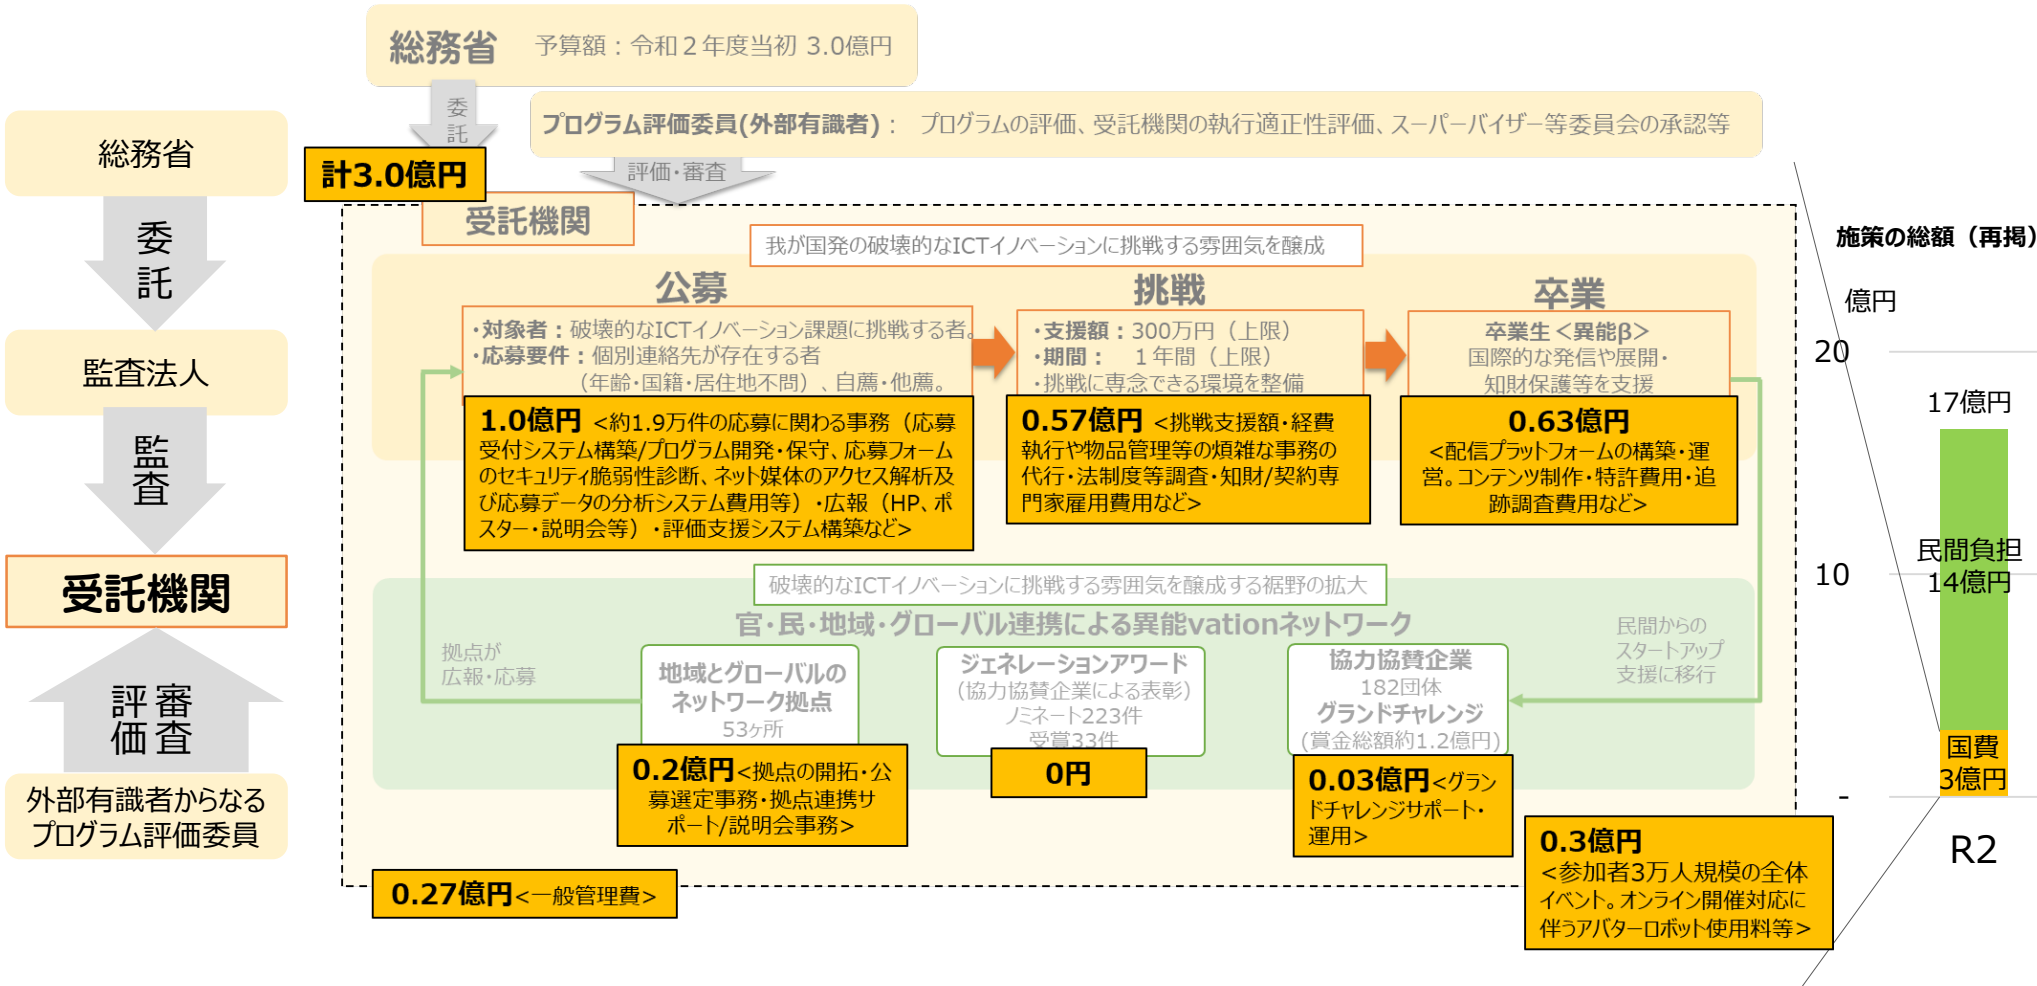 総務省 予算額：令和２年度当初 3.0億円
委
託
プログラム評価委員(外部有識者)： プログラムの評価、受託機関の執行適正性評価、スーパーバイザー等委員会の承認等
評価・審査
計3.0億円
受託機関
総務省
委
託
監査法人
監
査
受託機関
審査
評価
外部有識者からなる
プログラム評価委員
我が国発の破壊的なICTイノベーションに挑戦する雰囲気を醸成
公募
・対象者：破壊的なICTイノベーション課題に挑戦する者。
・応募要件：個別連絡先が存在する者
（年齢・国籍・居住地不問）、自薦・他薦。
1.0億円 <約1.9万件の応募に関わる事務（応募
受付システム構築/プログラム開発・保守、応募フォーム
のセキュリティ脆弱性診断、ネット媒体のアクセス解析及
び応募データの分析システム費用等）・広報（HP、ポ
スター・説明会等）・評価支援システム構築など>
挑戦
・支援額：300万円（上限）
・期間： １年間（上限）
・挑戦に専念できる環境を整備
0.57億円 <挑戦支援額・経費
執行や物品管理等の煩雑な事務の
代行・法制度等調査・知財/契約専
門家雇用費用など>
卒業
卒業生＜異能β＞
国際的な発信や展開・
知財保護等を支援
0.63億円
<配信プラットフォームの構築・運
営。コンテンツ制作・特許費用・追
跡調査費用など>
破壊的なICTイノベーションに挑戦する雰囲気を醸成する裾野の拡大
官・民・地域・グローバル連携による異能vationネットワーク
拠点が
広報・応募
地域とグローバルの
ネットワーク拠点
53ヶ所
0.2億円<拠点の開拓・公
募選定事務・拠点連携サ
ポート/説明会事務>
ジェネレーションアワード
（協力協賛企業による表彰）
ノミネート223件
受賞33件
0円
協力協賛企業
182団体
グランドチャレンジ
(賞金総額約1.2億円)
0.03億円<グラン
ドチャレンジサポート・
運用>
民間からの
スタートアップ
支援に移行
0.27億円<一般管理費>
0.3億円
<参加者3万人規模の全体
イベント。オンライン開催対応に
伴うアバターロボット使用料等>
施策の総額（再掲）
億円
20
17億円
民間負担
10
14億円
国費
3億円
-
R2